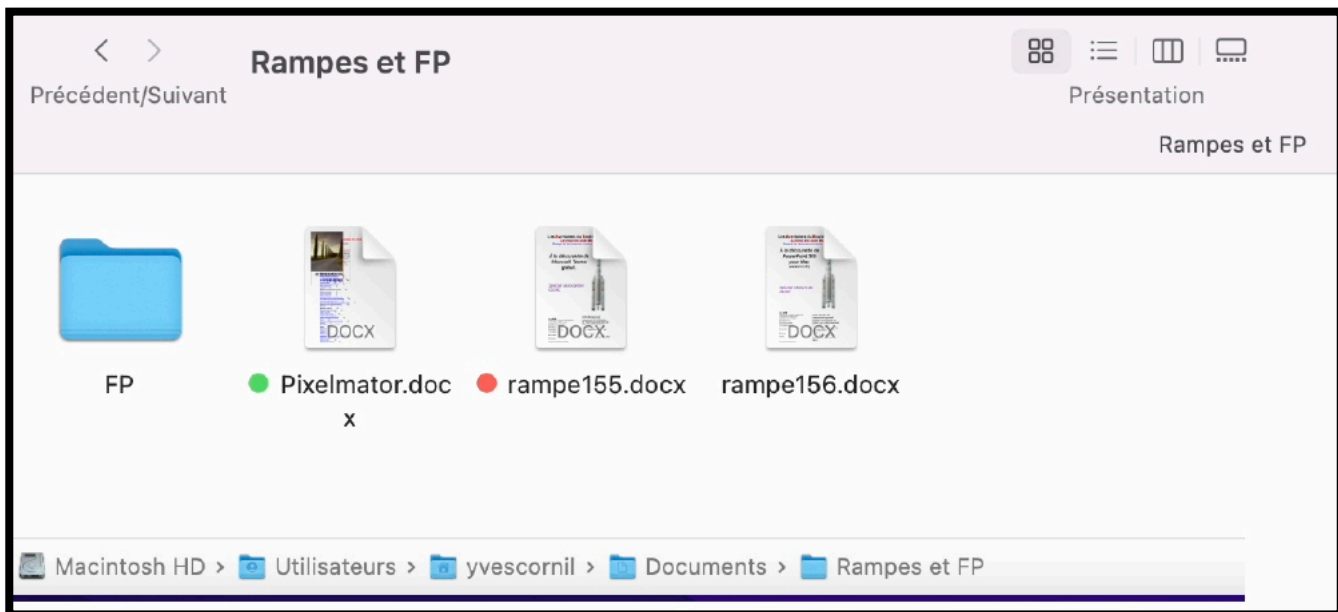 Rampes et FP
Précédent/Suivant
Présentation
Rampes et FP
DOCX
DOCX
DOCX
FP
Pixelmator.doc
x
rampe155.docx
rampe156.docx
Macintosh HD > Utilisateurs > yvescornil > Documents > Rampes et FP